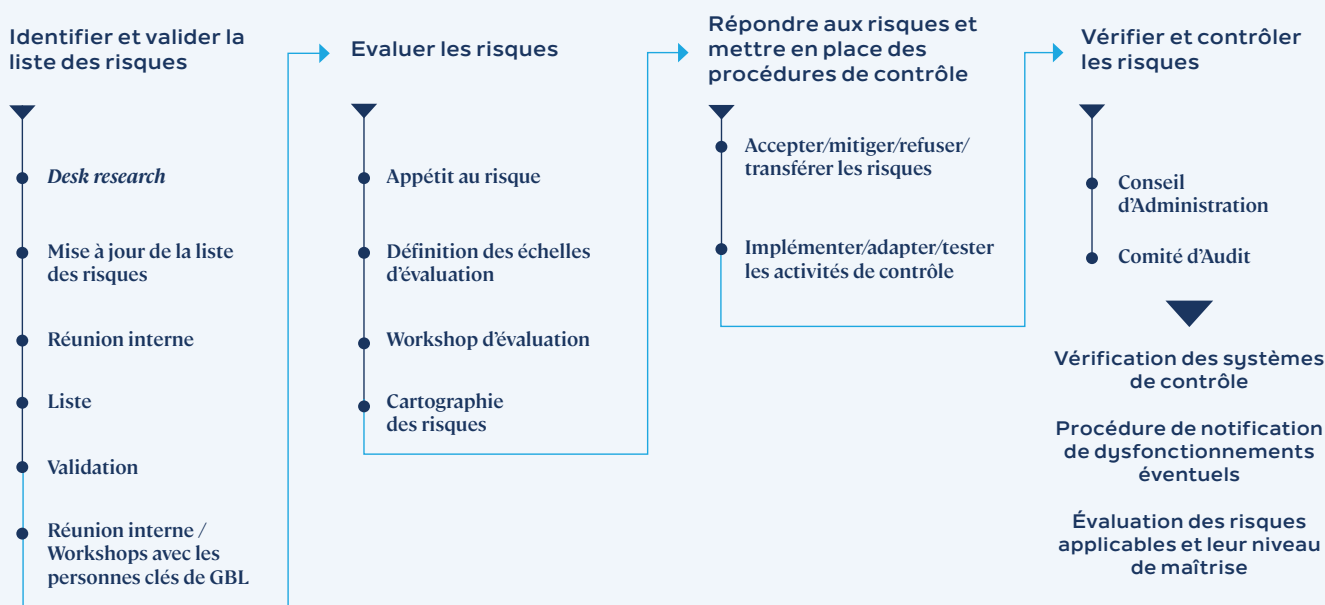 Identifier et valider la
liste des risques
Desk research
Mise à jour de la liste
des risques
Réunion interne
Liste
Validation
Réunion interne /
Workshops avec les
personnes clés de GBL
Evaluer les risques
Appétit au risque
Définition des échelles
d’évaluation
Workshop d’évaluation
Cartographie
des risques
Répondre aux risques et
mettre en place des
procédures de contrôle
Accepter/mitiger/refuser/
transférer les risques
Implémenter/adapter/tester
les activités de contrôle
Vérifier et contrôler
les risques
Conseil
d’Administration
Comité d’Audit
Vérification des systèmes
de contrôle
Procédure de notification
de dysfonctionnements
éventuels
Évaluation des risques
applicables et leur niveau
de maîtrise